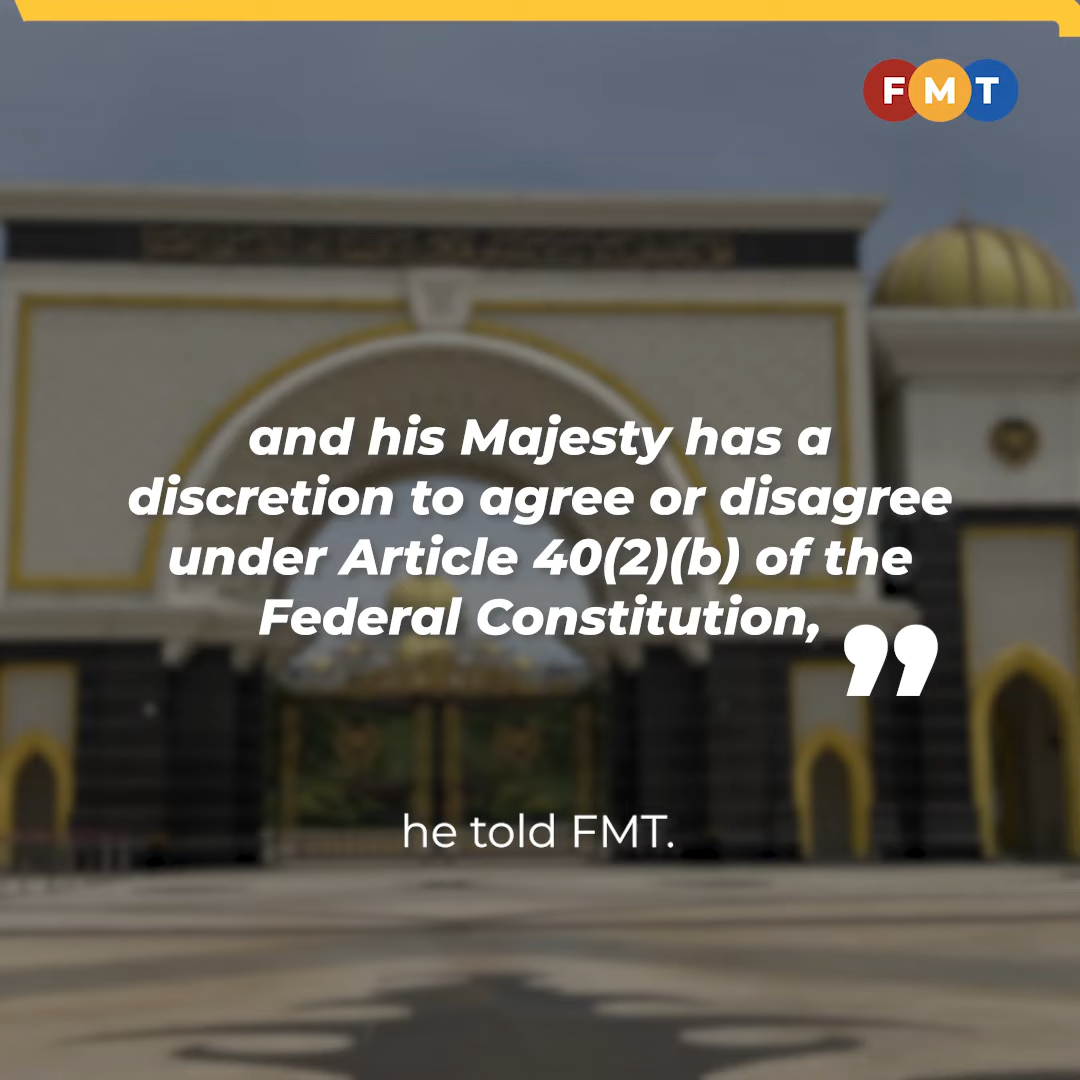 FMT
and his Majesty has a
discretion to agree or disagree
under Article 40(2)(b) of the
Federal Constitution,
”
he told FMT.